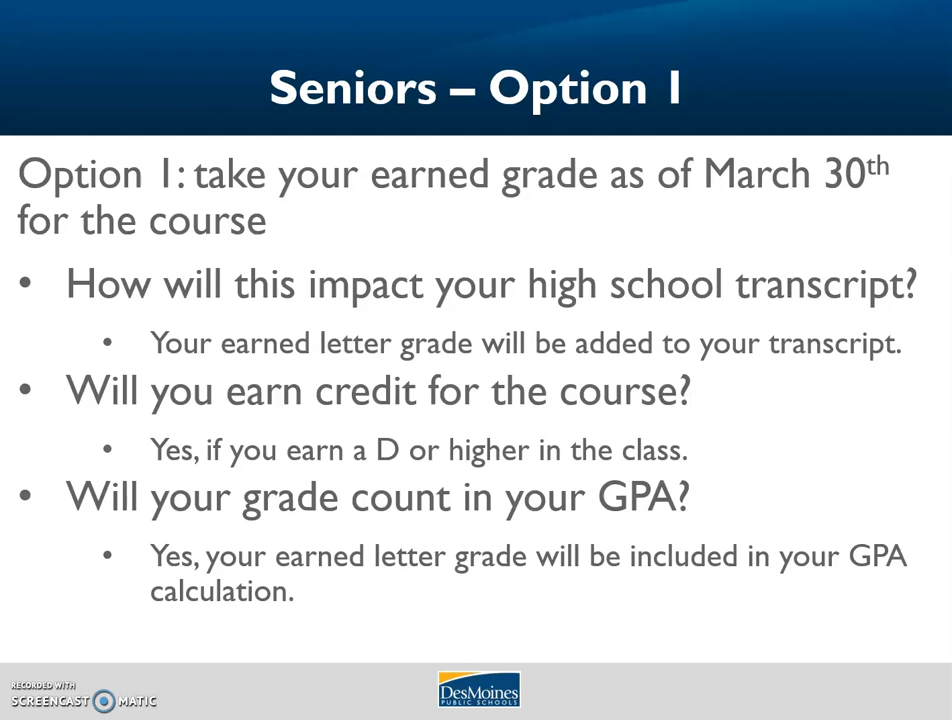 Seniors – Option 1
Option 1: take your earned grade as of March 30th
for the course
• How will this impact your high school transcript?
• Your earned letter grade will be added to your transcript.
• Will you earn credit for the course?
• Yes, if you earn a D or higher in the class.
• Will your grade count in your GPA?
• Yes, your earned letter grade will be included in your GPA
calculation.
RECORDED WITH
SCREENCAST MATIC
DesMoines
PUBLIC SCHOOLS